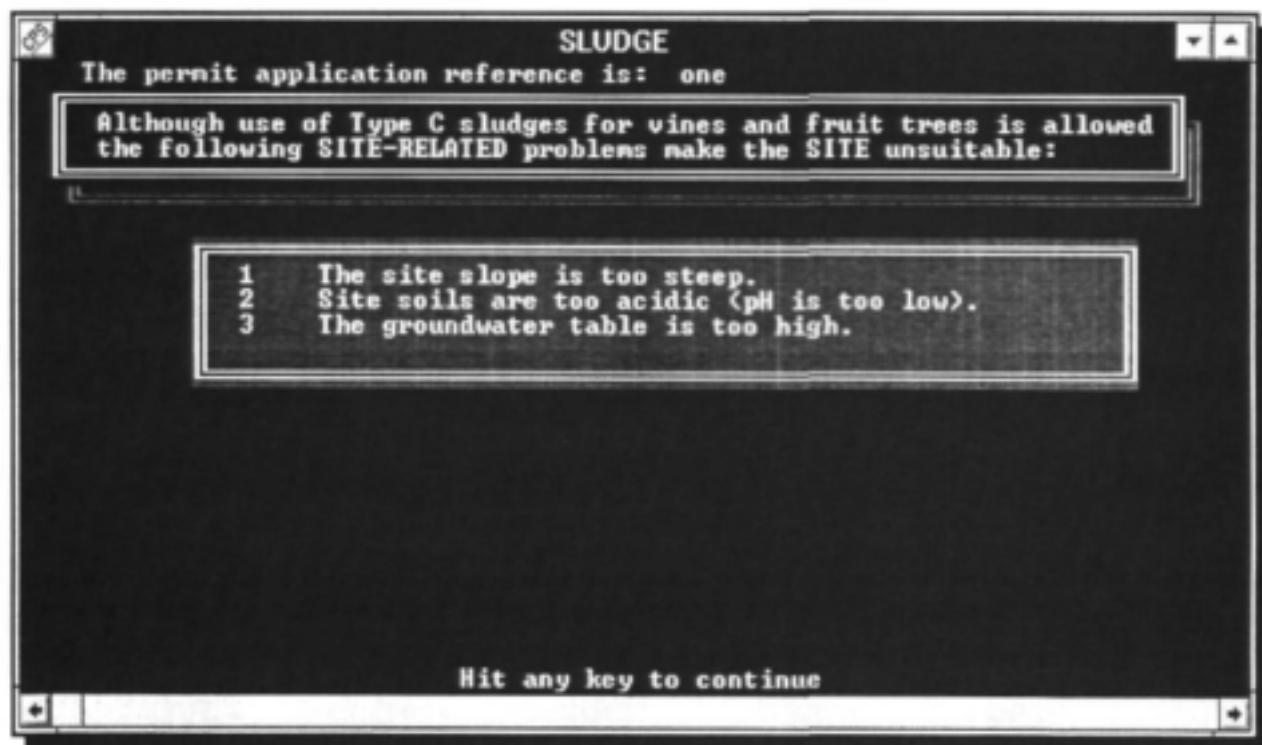 SLUDGE
The permit application reference is: one
Although use of Type C sludges for vines and fruit trees is allowed
the following SITE-RELATED problems make the SITE unsuitable:
1 The site slope is too steep.
2 Site soils are too acidic (pH is too low).
3 The groundwater table is too high.
Hit any key to continue